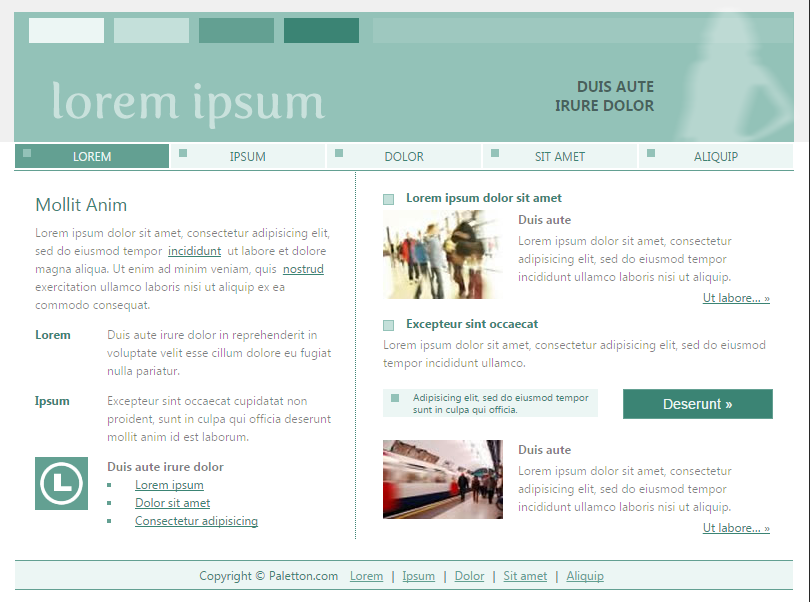 lorem ipsum
DUIS AUTE
IRURE DOLOR
LOREM
IPSUM
DOLOR
SIT AMET
ALIQUIP
Mollit Anim
Lorem ipsum dolor sit amet, consectetur adipisicing elit,
sed do eiusmod tempor incididunt ut labore et dolore
magna aliqua. Ut enim ad minim veniam, quis nostrud
exercitation ullamco laboris nisi ut aliquip ex ea
commodo consequat.
Lorem
Duis aute irure dolor in reprehenderit in
voluptate velit esse cillum dolore eu fugiat
nulla pariatur.
Ipsum
Excepteur sint occaecat cupidatat non
proident, sunt in culpa qui officia deserunt
mollit anim id est laborum.
Duis aute irure dolor
Lorem ipsum
Dolor sit amet
Consectetur adipisicing
Lorem ipsum dolor sit amet
Duis aute
Lorem ipsum dolor sit amet, consectetur
adipisicing elit, sed do eiusmod tempor
incididunt ullamco laboris nisi ut aliquip.
Ut labore... »
Excepteur sint occaecat
Lorem ipsum dolor sit amet, consectetur adipisicing elit, sed do eiusmod
tempor incididunt ullamco.
Adipisicing elit, sed do eiusmod tempor
sunt in culpa qui officia.
Deserunt »
Duis aute
Lorem ipsum dolor sit amet, consectetur
adipisicing elit, sed do eiusmod tempor
incididunt ullamco laboris nisi ut aliquip.
Ut labore... »
Copyright © Paletton.com Lorem | Ipsum | Dolor | Sit amet | Aliquip